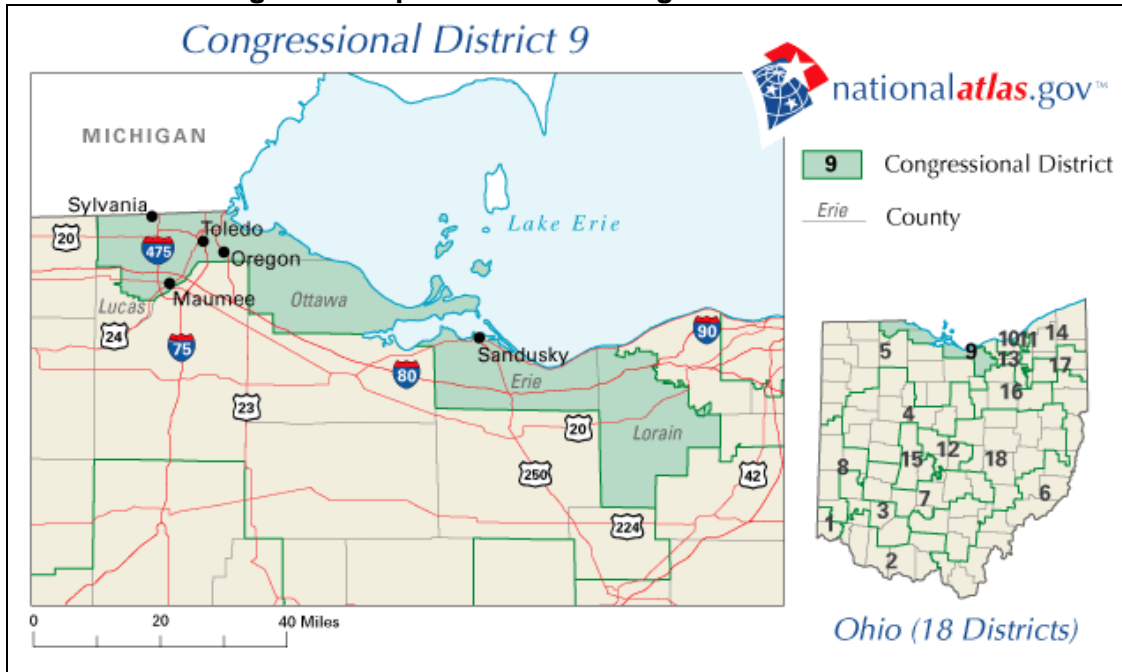 Congressional District 9
nationalatlas.gov™
MICHIGAN
9 Congressional District
Erie County
Sylvania
Toledo
20
475
Oregon
Lake Erie
Maumee
Lucas
Ottawa
24
75
90
Sandusky
80
Erie
23
20
Lorain
250
42
224
0 20 40 Miles
10 11 14
5 9 13 17
16
4
12
15 18
8
7 6
3
1
2
Ohio (18 Districts)